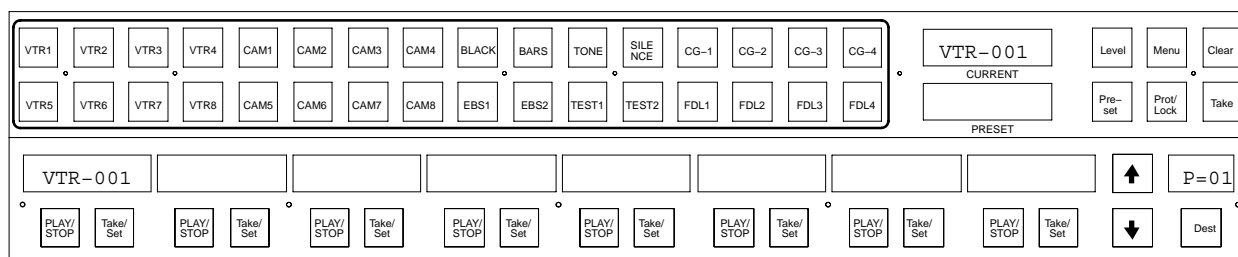 VTR1 VTR2 VTR3 VTR4 CAM1 CAM2 CAM3 CAM4 BLACK BARS TONE SILE NCE CG-1 CG-2 CG-3 CG-4 VTR-001 Level Menu Clear
CURRENT
VTR5 VTR6 VTR7 VTR8 CAM5 CAM6 CAM7 CAM8 EBS1 EBS2 TEST1 TEST2 FDL1 FDL2 FDL3 FDL4 Pre-set Prot/Lock Take
PRESET
VTR-001 P=01
PLAY/ Take/ PLAY/ Take/ PLAY/ Take/ PLAY/ Take/ PLAY/ Take/ PLAY/ Take/ PLAY/ Take/ PLAY/ Take/
STOP Set STOP Set STOP Set STOP Set STOP Set STOP Set STOP Set STOP Set Dest